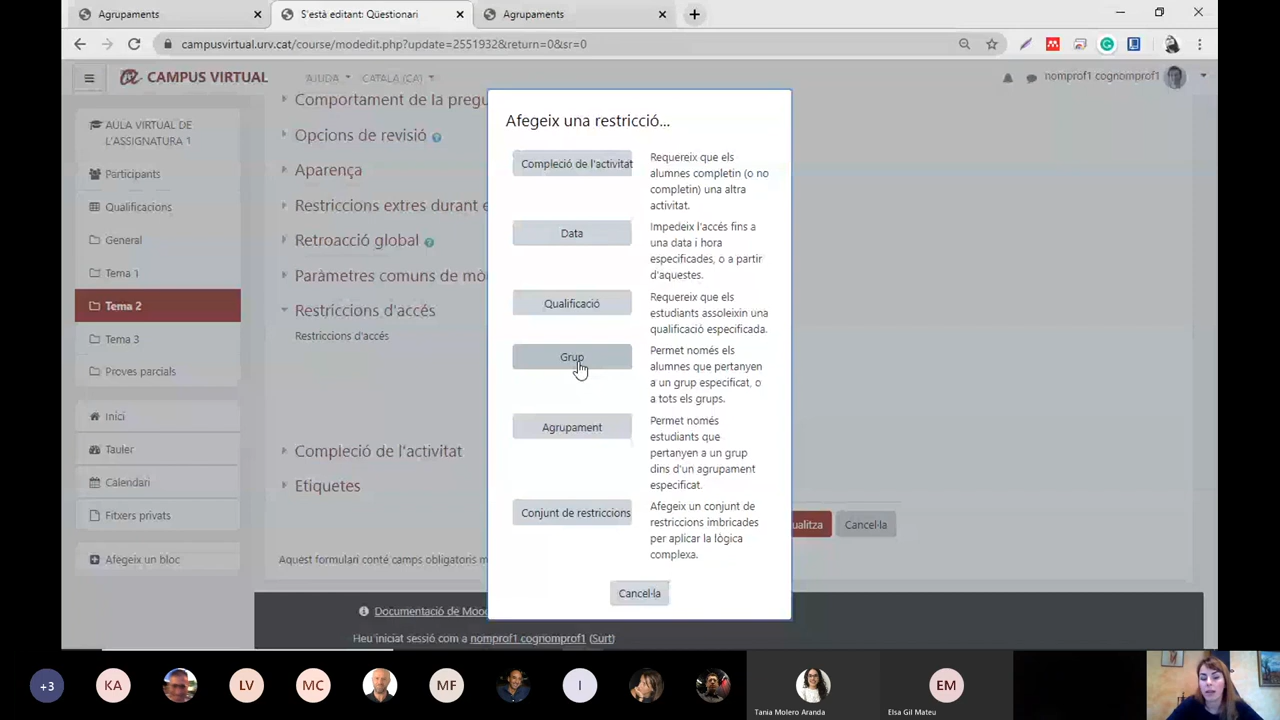 Agrupaments
S'està editant: Qüestionari
Agrupaments
campusvirtual.urv.cat/course/modedit.php?update=2551932&return=0&sr=0
CAMPUS VIRTUAL
AJUDA
CATALÀ (CA)
nomprof1 cognomprof1
AULA VIRTUAL DE
L'ASSIGNATURA 1
Participants
Qualificacions
General
Tema 1
Tema 2
Tema 3
Proves parcials
Inici
Tauler
Calendari
Fitxers privats
Afegeix un bloc
Comportament de la pregu
Opcions de revisió
Aparença
Restriccions extres durant e
Retroacció global
Paràmetres comuns de mò
Restriccions d'accés
Restriccions d'accés
Compleció de l'activitat
Etiquetes
ualitza
Cancel·la
Aquest formulari conté camps obligatoris m
Afegeix una restricció...
Compleció de l'activitat
Requereix que els
alumnes completin (o no
completin) una altra
activitat.
Data
Impedeix l'accés fins a
una data i hora
especificades, o a partir
d'aquestes.
Qualificació
Requereix que els
estudiants assoleixin una
qualificació especificada.
Grup
Permet només els
alumnes que pertanyen
a un grup especificat, o
a tots els grups.
Agrupament
Permet només
estudiants que
pertanyen a un grup
dins d'un agrupament
especificat.
Conjunt de restriccions
Afegeix un conjunt de
restriccions imbricades
per aplicar la lògica
complexa.
Cancel·la
Documentació de Mood
Heu iniciat sessió com a nomprof1 cognomprof1 (Surt)
+3
KA
LV
MC
MF
I
EM
Tania Molero Aranda
Elsa Gil Mateu